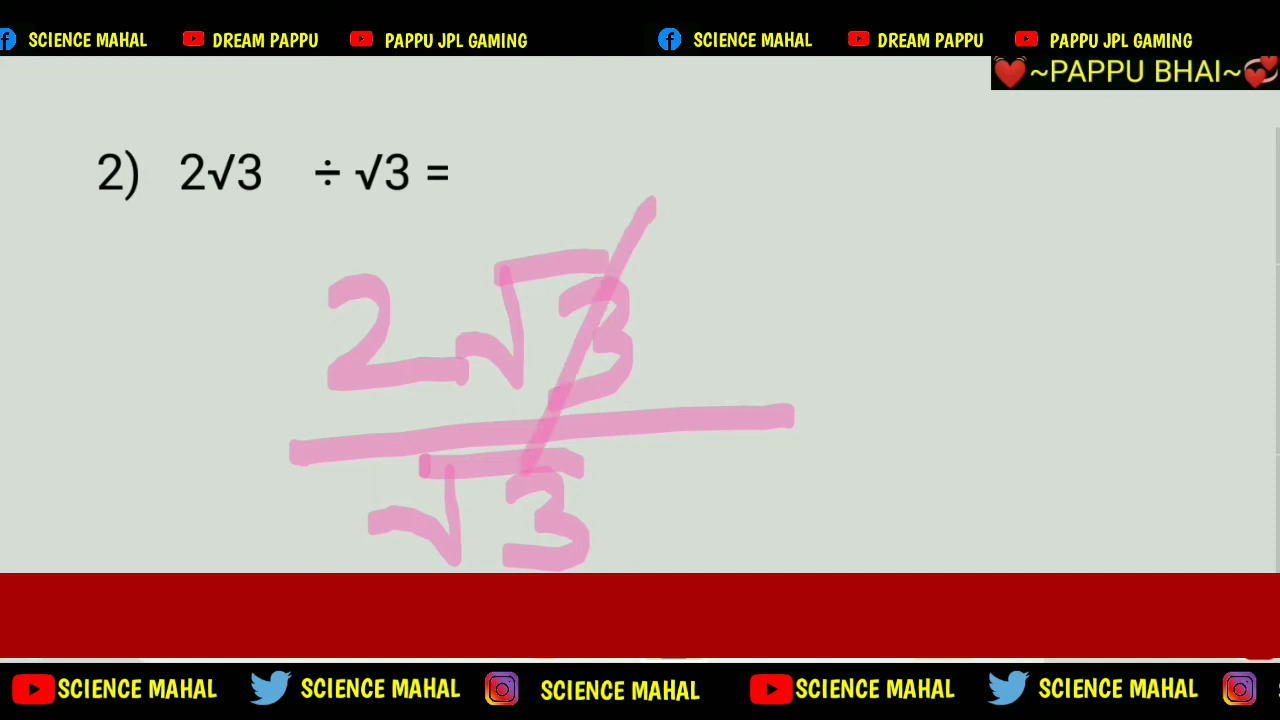 SCIENCE MAHAL DREAM PAPPU PAPPU JPL GAMING SCIENCE MAHAL DREAM PAPPU PAPPU JPL GAMING
❤️~PAPPU BHAI~💞
2) 2√3 ÷ √3 =
2√3
√3
SCIENCE MAHAL SCIENCE MAHAL SCIENCE MAHAL SCIENCE MAHAL SCIENCE MAHAL